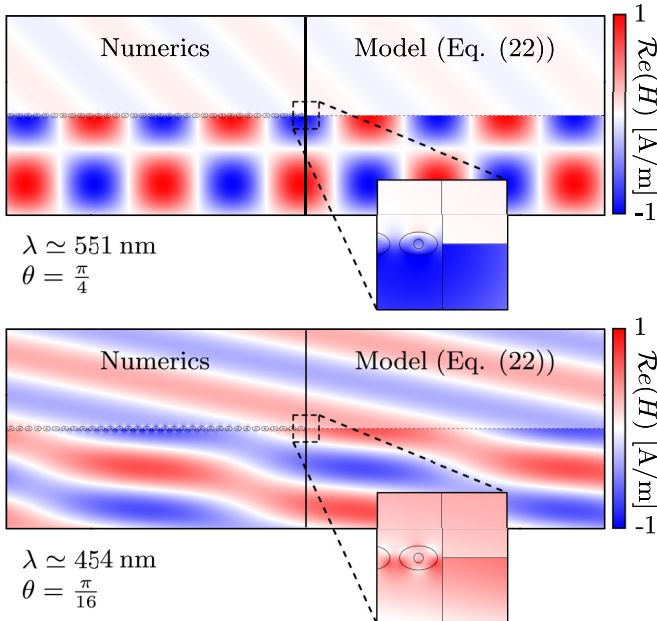 Numerics
Model (Eq. (22))
1
Re(H) [A/m]
-1
λ ≃ 551 nm
θ = π/4
Numerics
Model (Eq. (22))
1
Re(H) [A/m]
-1
λ ≃ 454 nm
θ = π/16